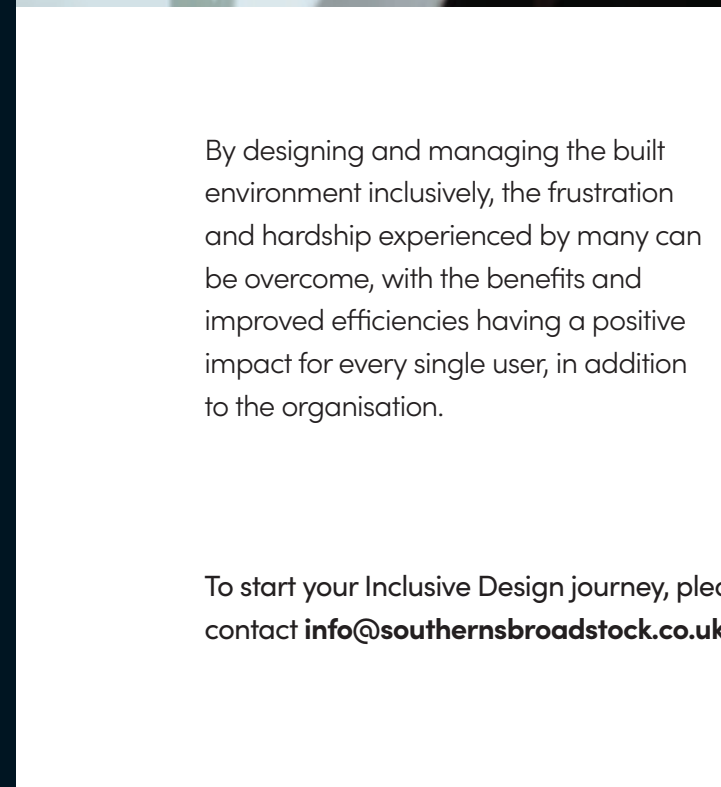 By designing and managing the built
environment inclusively, the frustration
and hardship experienced by many can
be overcome, with the benefits and
improved efficiencies having a positive
impact for every single user, in addition
to the organisation.
To start your Inclusive Design journey,
contact info@southernsbroadstock.co.uk